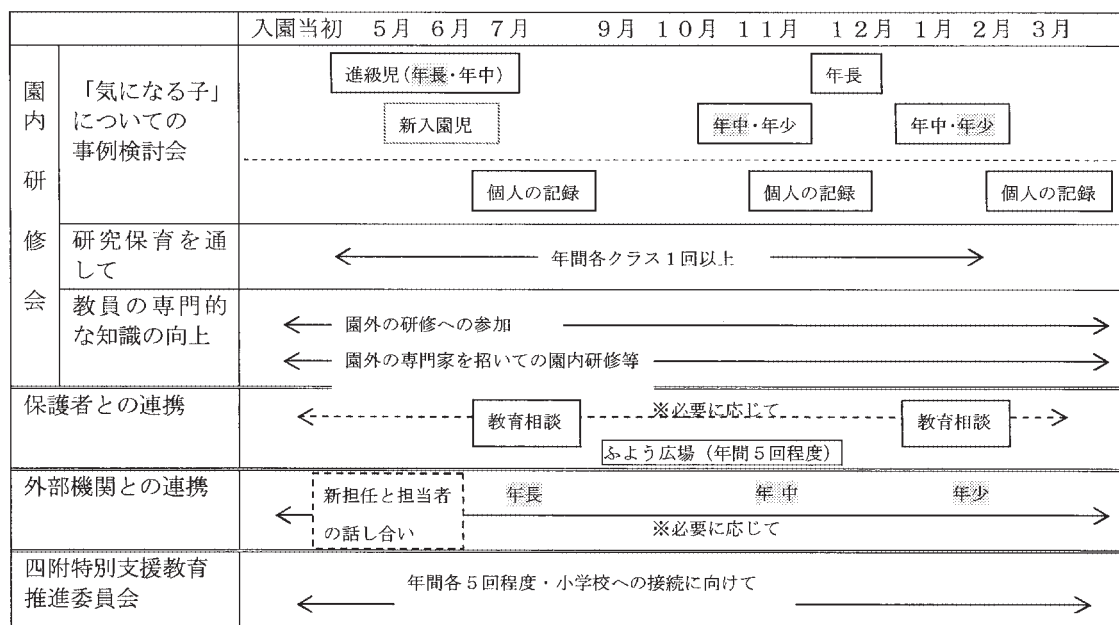 入園当初 5月 6月 7月 9月 10月 11月 12月 1月 2月 3月
園内研修会
「気になる子」
についての
事例検討会
進級児(年長・年中)
年長
新入園児
年中・年少
年中・年少
個人の記録
個人の記録
個人の記録
研究保育を通
して
年間各クラス1回以上
教員の専門的
な知識の向上
園外の研修への参加
園外の専門家を招いての園内研修等
保護者との連携
教育相談
※必要に応じて
教育相談
ふよう広場(年間5回程度)
外部機関との連携
新担任と担当者
の話し合い
年長
年中
年少
※必要に応じて
四附特別支援教育
推進委員会
年間各5回程度・小学校への接続に向けて